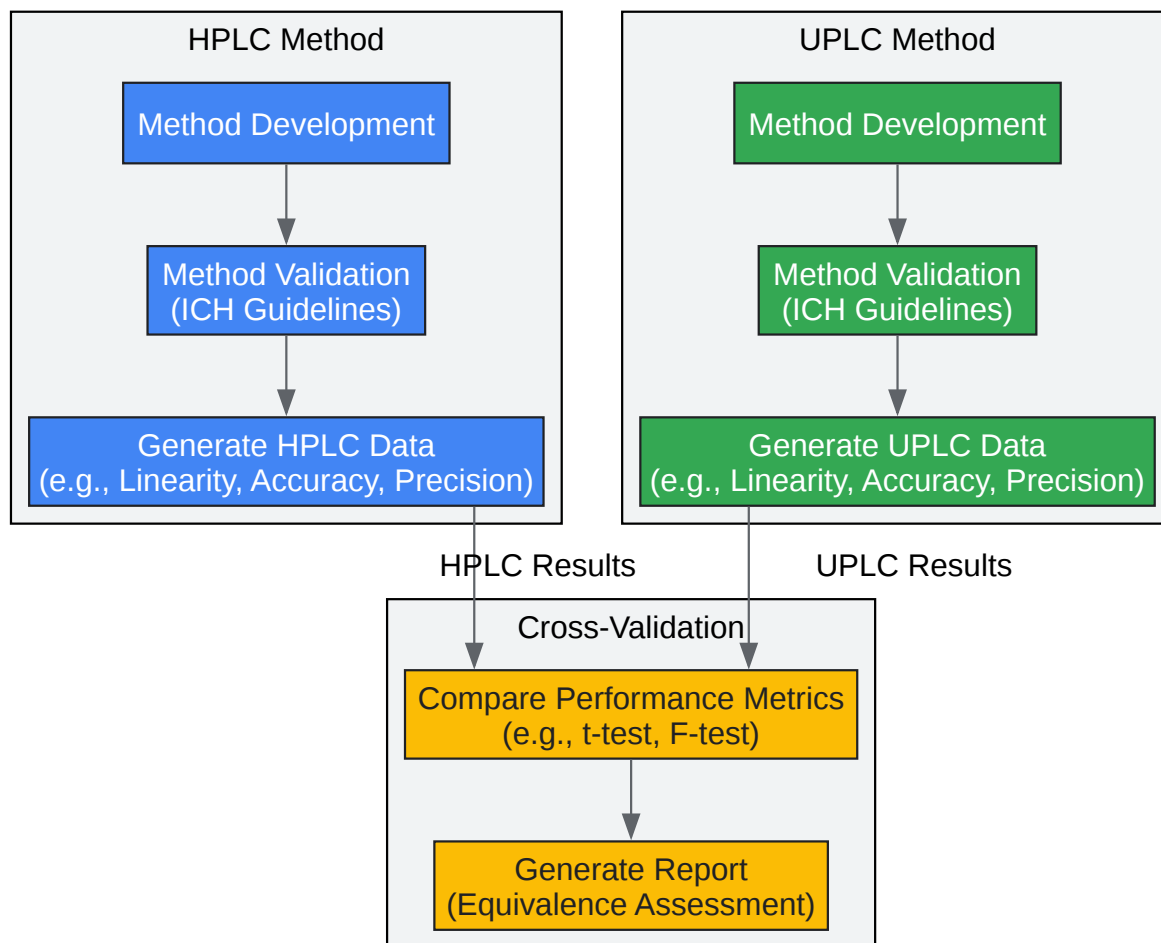 HPLC Method
Method Development
Method Validation
(ICH Guidelines)
Generate HPLC Data
(e.g., Linearity, Accuracy, Precision)
UPLC Method
Method Development
Method Validation
(ICH Guidelines)
Generate UPLC Data
(e.g., Linearity, Accuracy, Precision)
HPLC Results
UPLC Results
Cross-Validation
Compare Performance Metrics
(e.g., t-test, F-test)
Generate Report
(Equivalence Assessment)